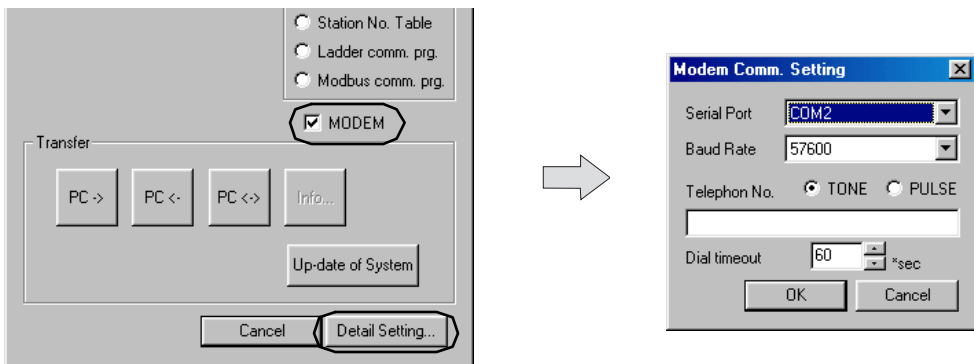 Station No. Table
Ladder comm. prg.
Modbus comm. prg.
MODEM
Transfer
PC -> PC <- PC <-> Info...
Up-date of System
Cancel Detail Setting...
Modem Comm. Setting
Serial Port COM2
Baud Rate 57600
Telephon No. TONE PULSE
Dial timeout 60 *sec
OK Cancel